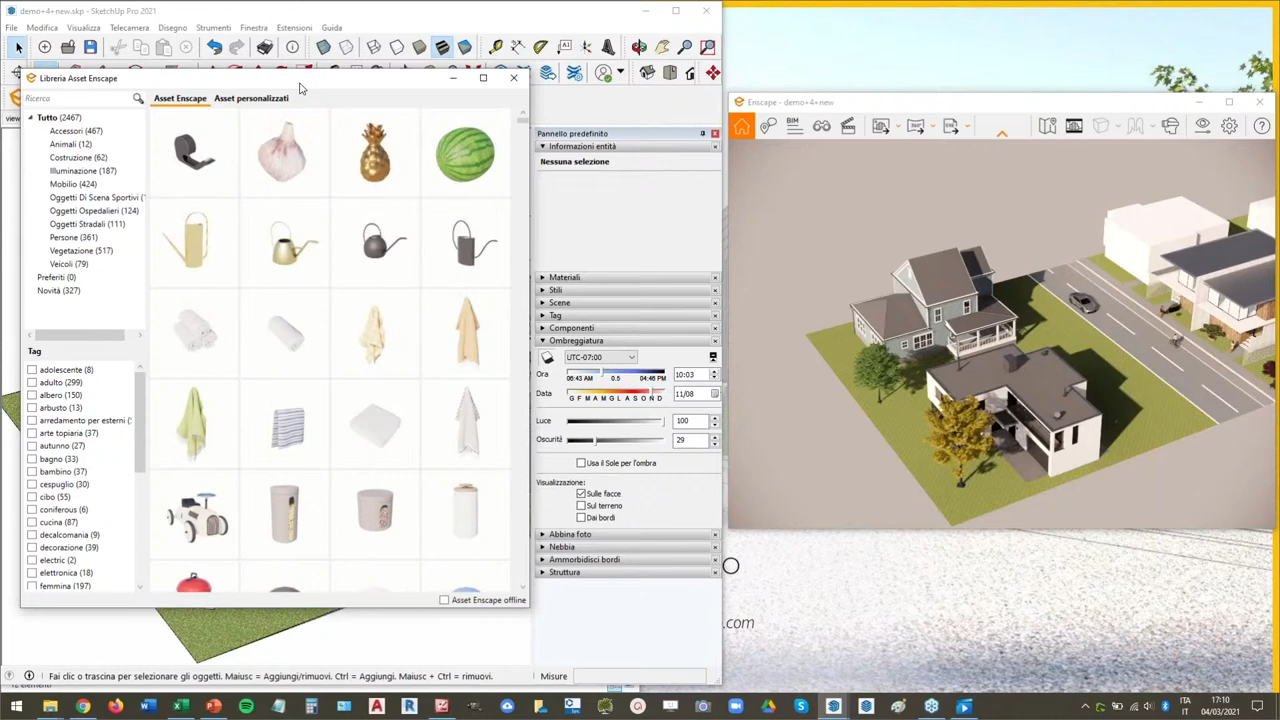 demo+4+new.skp - SketchUp Pro 2021
File Modifica Visualizza Telecamera Disegno Strumenti Finestra Estensioni Guida
Libreria Asset Enscape
Ricerca
Asset Enscape Asset personalizzati
Tutto (2467)
Accessori (467)
Animali (12)
Costruzione (62)
Illuminazione (187)
Mobilio (424)
Oggetti Di Scena Sportivi (1
Oggetti Ospedalieri (124)
Oggetti Stradali (111)
Persone (361)
Vegetazione (517)
Veicoli (79)
Preferiti (0)
Novità (327)
Tag
adolescente (8)
adulto (299)
albero (150)
arbusto (13)
arredamento per esterni (
arte topiaria (37)
autunno (27)
bagno (33)
bambino (37)
cespuglio (30)
cibo (55)
coniferous (6)
cucina (87)
decalcomania (9)
decorazione (39)
electric (2)
elettronica (18)
femmina (197)
Asset Enscape offline
Pannello predefinito
Informazioni entità
Nessuna selezione
Materiali
Stili
Scene
Tag
Componenti
Ombreggiatura
UTC-07:00
Ora 06:43 AM 0.5 04:46 PM 10:03
Data G F M A M G L A S O N D 11/08
Luce 100
Oscurità 29
Usa il Sole per l'ombra
Visualizzazione:
Sulle facce
Sul terreno
Dai bordi
Abbina foto
Nebbia
Ammorbidisci bordi
Struttura
Enscape - demo+4+new
BIM
360°
EXE
.com
Fai clic o trascina per selezionare gli oggetti. Maiusc = Aggiungi/rimuovi. Ctrl = Aggiungi. Maiusc + Ctrl = rimuovi. Misure
ITA 17:10
IT 04/03/2021